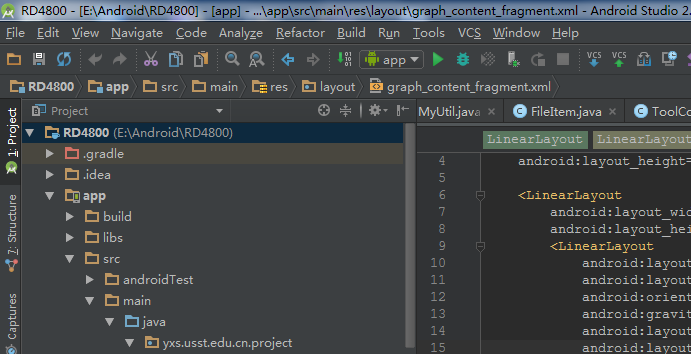 RD4800 - [E:\Android\RD4800] - [app] - ...\app\src\main\res\layout\graph_content_fragment.xml - Android Studio 2.
File Edit View Navigate Code Analyze Refactor Build Run Tools VCS Window Help
app VCS VCS
RD4800 app src main res layout graph_content_fragment.xml
1: Project
7: Structure
Captures
Project
RD4800 (E:\Android\RD4800)
.gradle
.idea
app
build
libs
src
androidTest
main
java
yxs.usst.edu.cn.project
MyUtil.java FileItem.java ToolCo
LinearLayout LinearLayout
4 android:layout_height=
5
6 <LinearLayout
7 android:layout_wid
8 android:layout_hei
9 <LinearLayout
10 android:layout
11 android:layout
12 android:orient
13 android:gravit
14 android:layout
15 android:layout